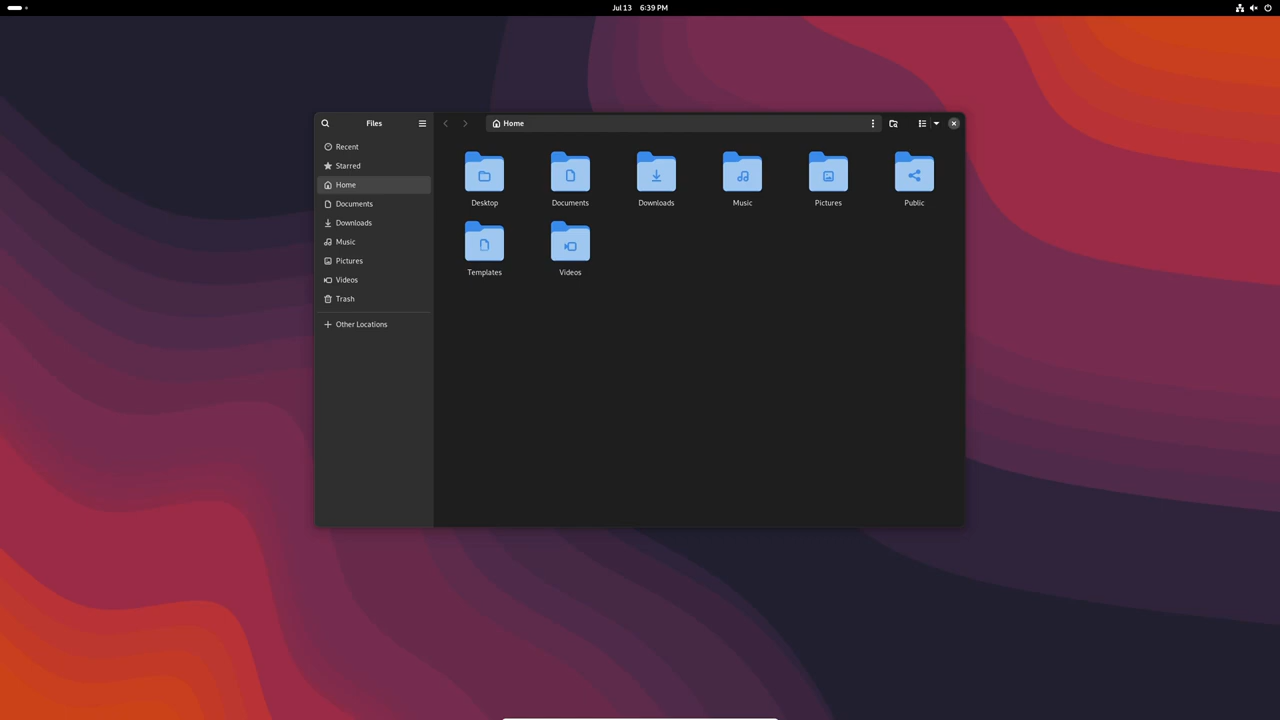 Jul 13 6:39 PM
Files
Home
Recent
Starred
Home
Documents
Downloads
Music
Pictures
Videos
Trash
Other Locations
Desktop
Documents
Downloads
Music
Pictures
Public
Templates
Videos